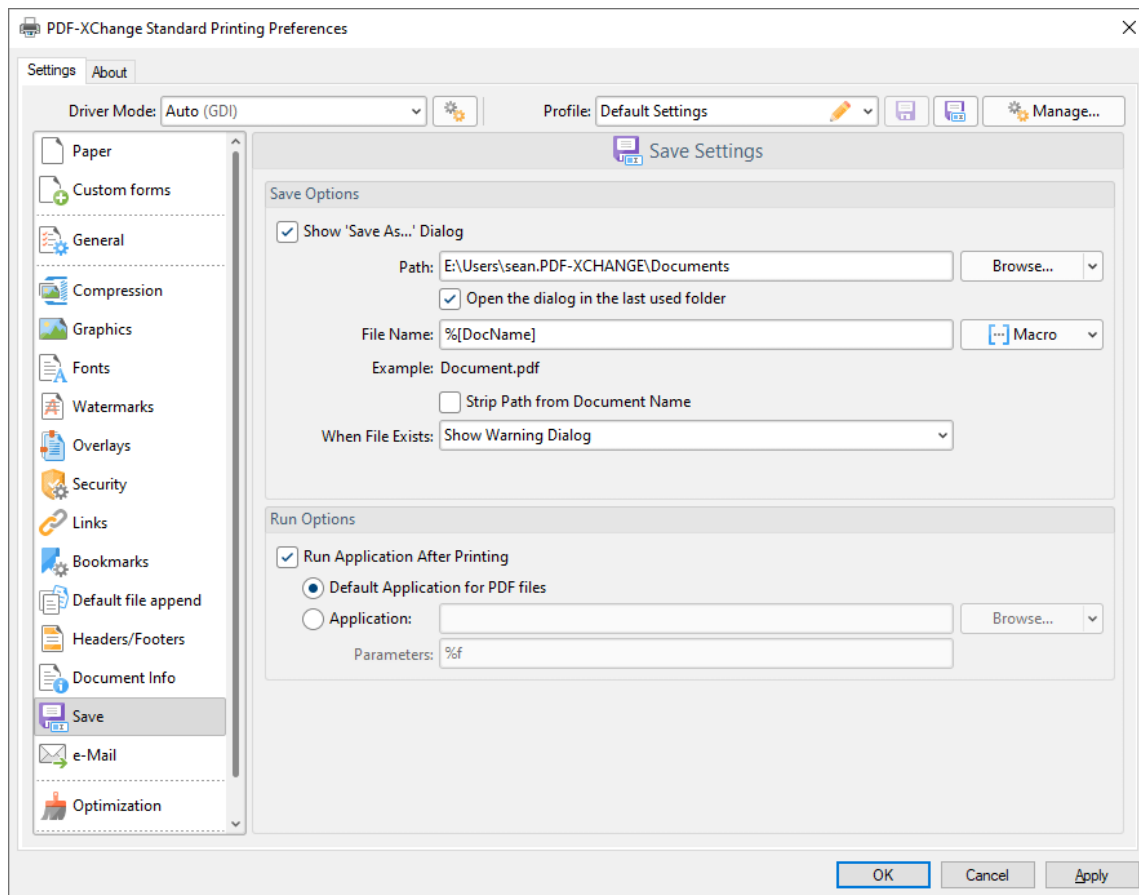 PDF-XChange Standard Printing Preferences
Settings About
Driver Mode: Auto (GDI) Profile: Default Settings Manage...
Paper
Custom forms
General
Compression
Graphics
Fonts
Watermarks
Overlays
Security
Links
Bookmarks
Default file append
Headers/Footers
Document Info
Save
e-Mail
Optimization
Save Settings
Save Options
Show 'Save As...' Dialog
Path: E:\Users\sean.PDF-XCHANGE\Documents Browse...
Open the dialog in the last used folder
File Name: %[DocName] Macro
Example: Document.pdf
Strip Path from Document Name
When File Exists: Show Warning Dialog
Run Options
Run Application After Printing
Default Application for PDF files
Application: Browse...
Parameters: %f
OK Cancel Apply